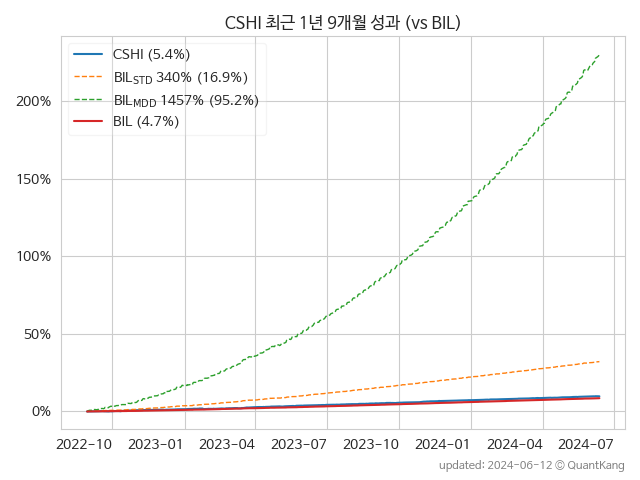 CSHI 최근 1년 9개월 성과 (vs BIL)
CSHI (5.4%)
BIL_STD 340% (16.9%)
BIL_MDD 1457% (95.2%)
BIL (4.7%)
200%
150%
100%
50%
0%
2022-10 2023-01 2023-04 2023-07 2023-10 2024-01 2024-04 2024-07
updated: 2024-06-12 © QuantKang